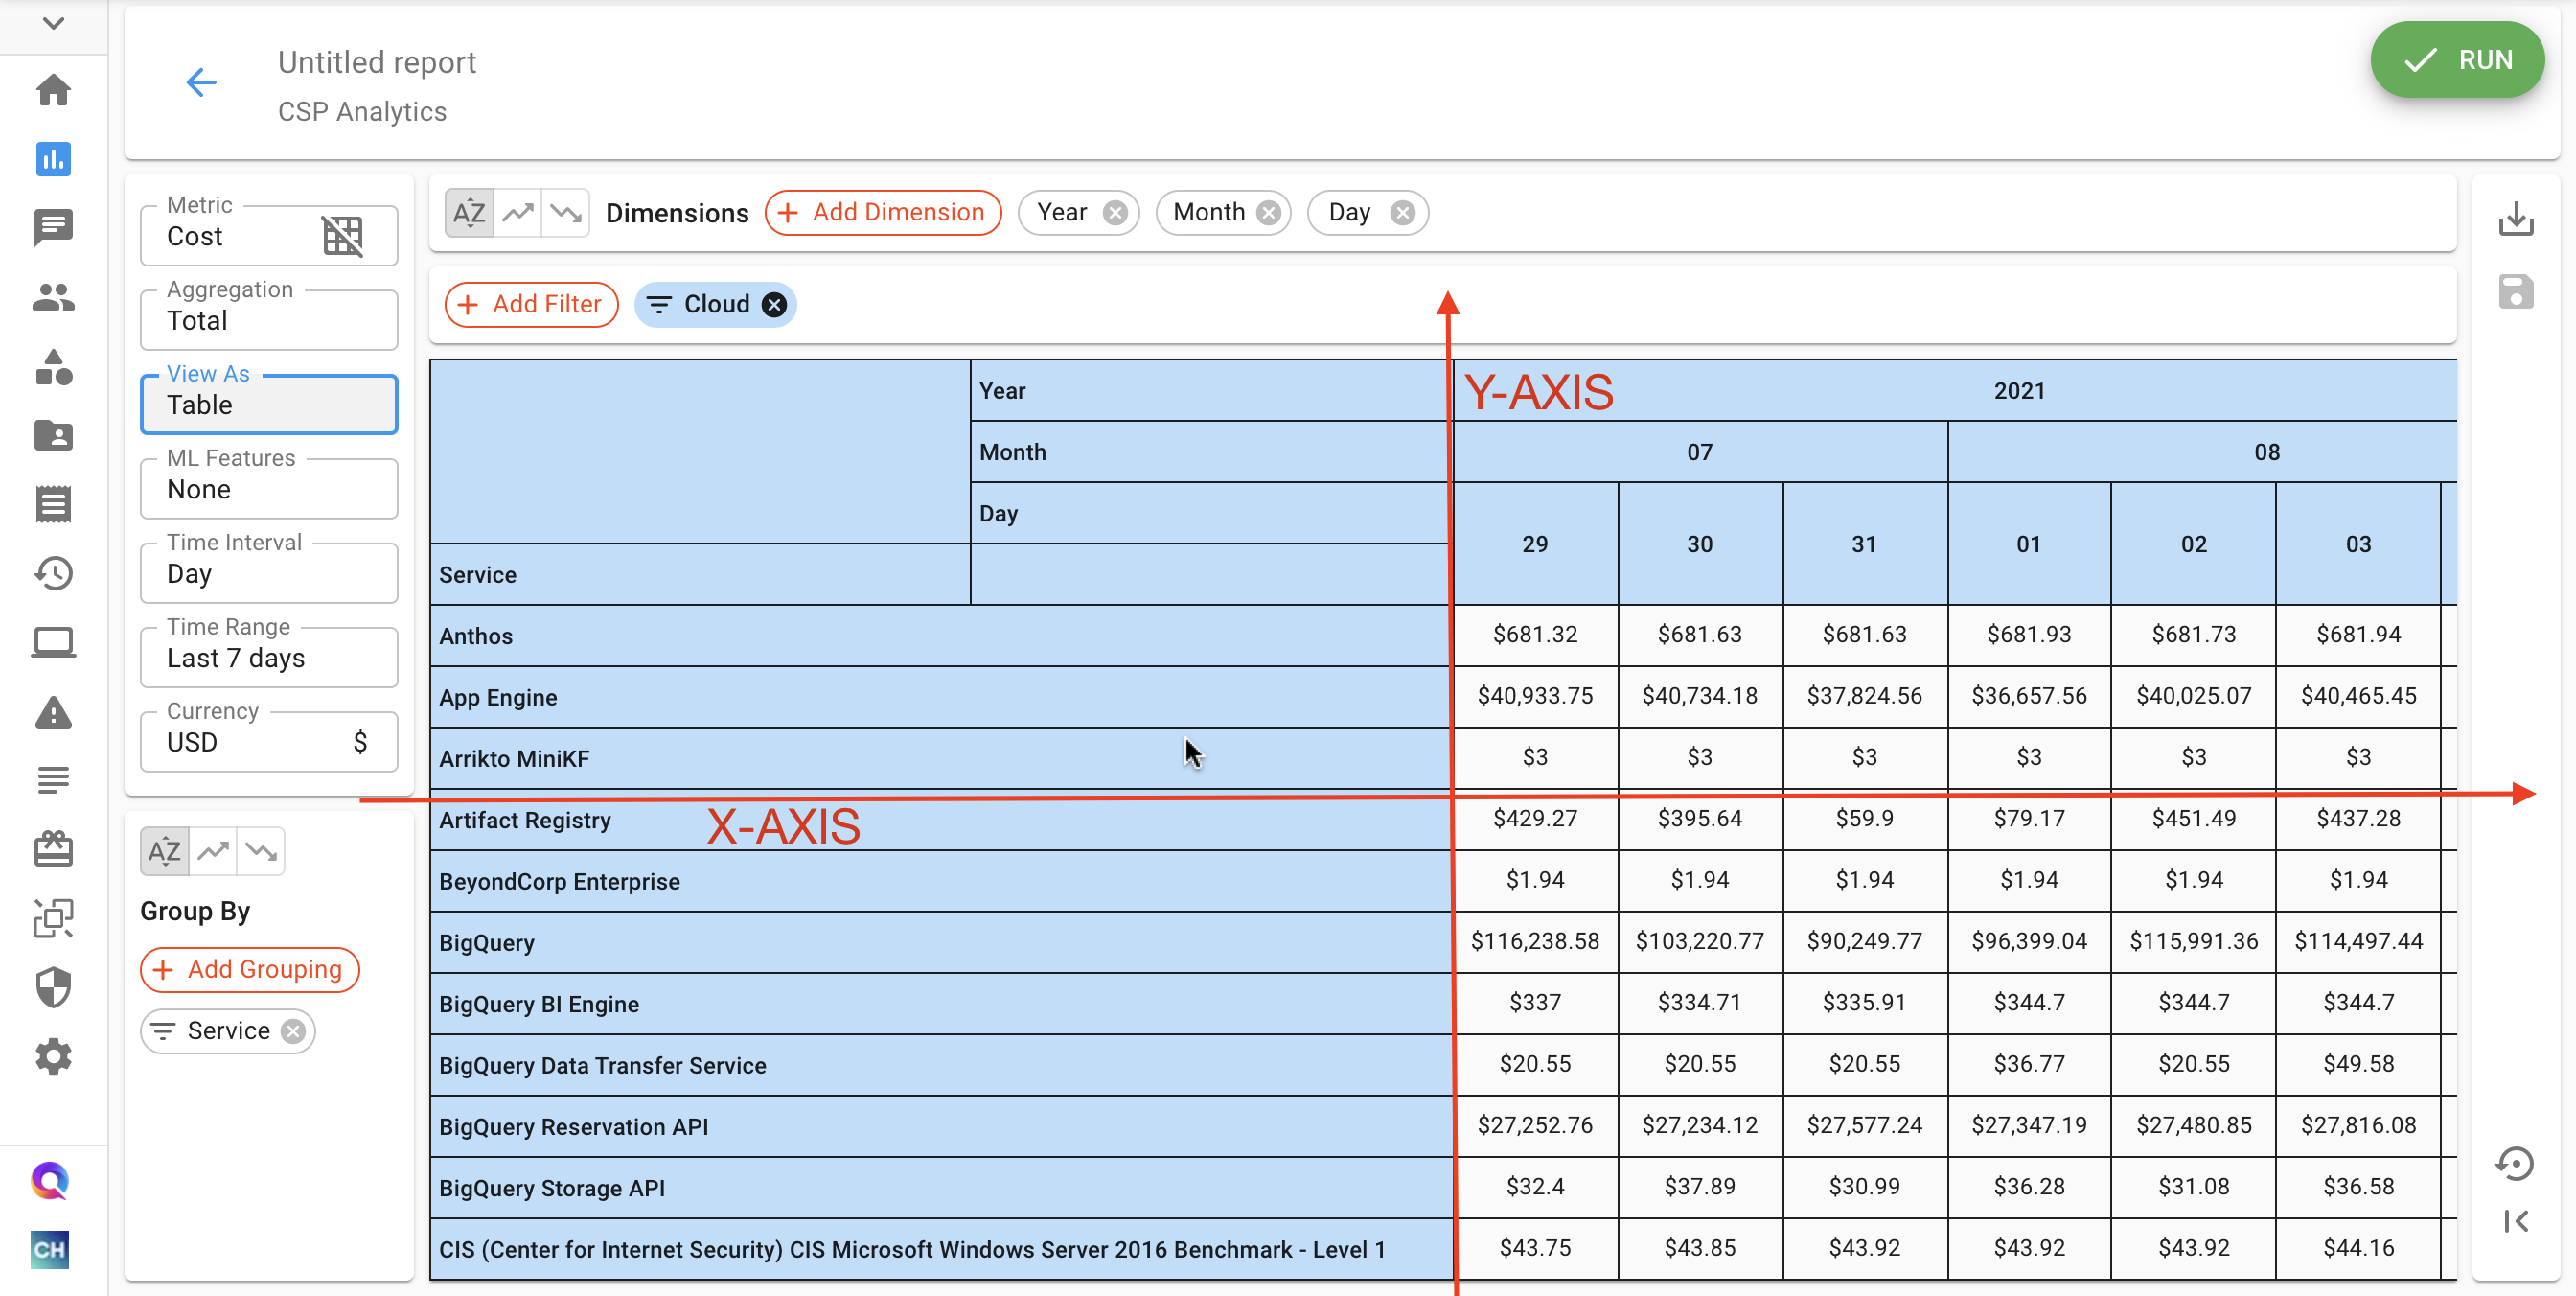 Untitled report
CSP Analytics
RUN
Metric
Cost
Aggregation
Total
View As
Table
ML Features
None
Time Interval
Day
Time Range
Last 7 days
Currency
USD $
AZ
Group By
+ Add Grouping
Service
CH
AZ Dimensions + Add Dimension Year Month Day
+ Add Filter Cloud
Year Y-AXIS 2021
Month 07 08
Day
29 30 31 01 02 03
Service
Anthos $681.32 $681.63 $681.63 $681.93 $681.73 $681.94
App Engine $40,933.75 $40,734.18 $37,824.56 $36,657.56 $40,025.07 $40,465.45
Arrikto MiniKF $3 $3 $3 $3 $3 $3
Artifact Registry X-AXIS $429.27 $395.64 $59.9 $79.17 $451.49 $437.28
BeyondCorp Enterprise $1.94 $1.94 $1.94 $1.94 $1.94 $1.94
BigQuery $116,238.58 $103,220.77 $90,249.77 $96,399.04 $115,991.36 $114,497.44
BigQuery BI Engine $337 $334.71 $335.91 $344.7 $344.7 $344.7
BigQuery Data Transfer Service $20.55 $20.55 $20.55 $36.77 $20.55 $49.58
BigQuery Reservation API $27,252.76 $27,234.12 $27,577.24 $27,347.19 $27,480.85 $27,816.08
BigQuery Storage API $32.4 $37.89 $30.99 $36.28 $31.08 $36.58
CIS (Center for Internet Security) CIS Microsoft Windows Server 2016 Benchmark - Level 1 $43.75 $43.85 $43.92 $43.92 $43.92 $44.16